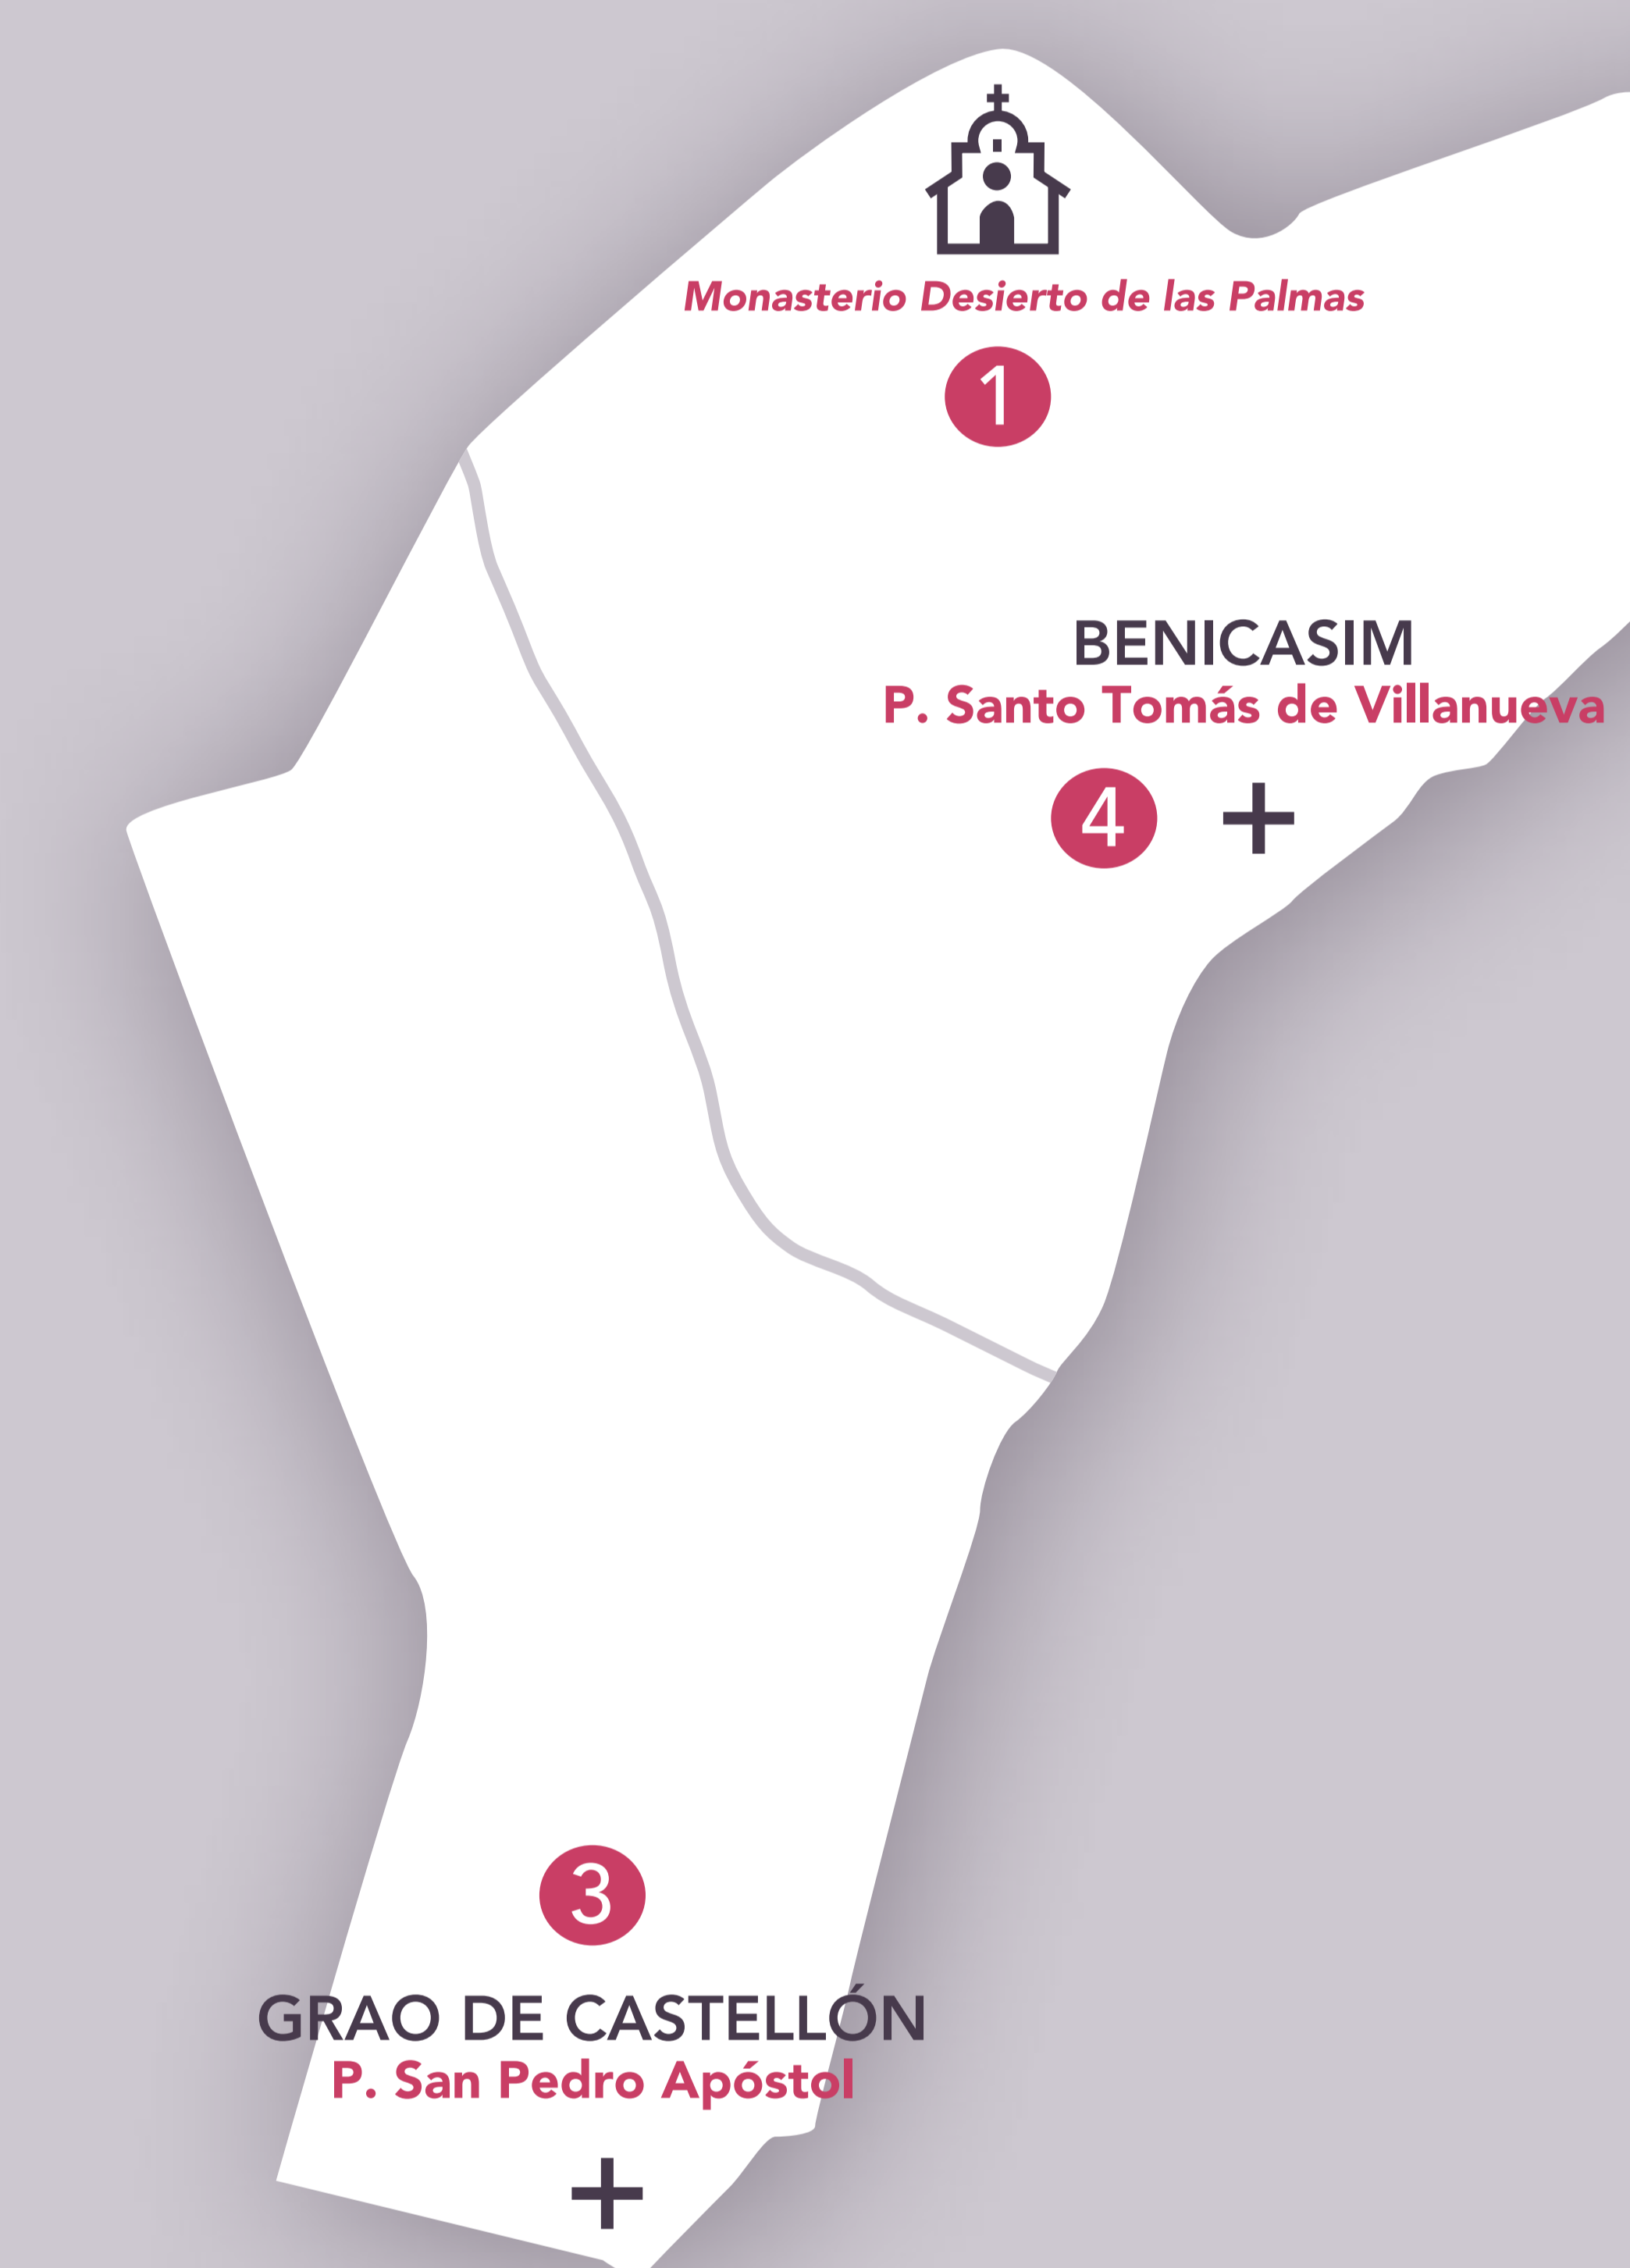 Monasterio Desierto de las Palmas
1
BENICASIM
P. Santo Tomás de Villanueva
4
3
GRAO DE CASTELLÓN
P. San Pedro Apóstol